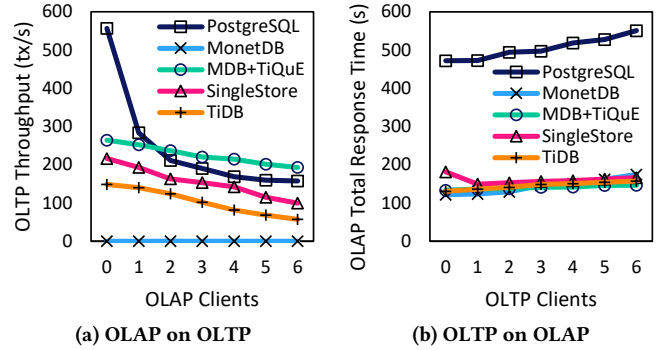 600
500
400
300
200
100
0
OLTP Throughput (tx/s)
PostgreSQL
MonetDB
MDB+TiQuE
SingleStore
TiDB
0 1 2 3 4 5 6
OLAP Clients
(a) OLAP on OLTP
600
500
400
300
200
100
0
OLAP Total Response Time (s)
PostgreSQL
MonetDB
MDB+TiQuE
SingleStore
TiDB
0 1 2 3 4 5 6
OLTP Clients
(b) OLTP on OLAP